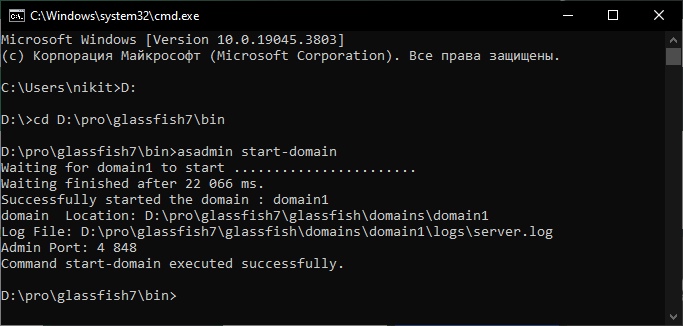 C:\Windows\system32\cmd.exe
Microsoft Windows [Version 10.0.19045.3803]
(c) Корпорация Майкрософт (Microsoft Corporation). Все права защищены.
C:\Users\nikit>D:
D:\>cd D:\pro\glassfish7\bin
D:\pro\glassfish7\bin>asadmin start-domain
Waiting for domain1 to start .......................
Waiting finished after 22 066 ms.
Successfully started the domain : domain1
domain  Location: D:\pro\glassfish7\glassfish\domains\domain1
Log File: D:\pro\glassfish7\glassfish\domains\domain1\logs\server.log
Admin Port: 4 848
Command start-domain executed successfully.
D:\pro\glassfish7\bin>